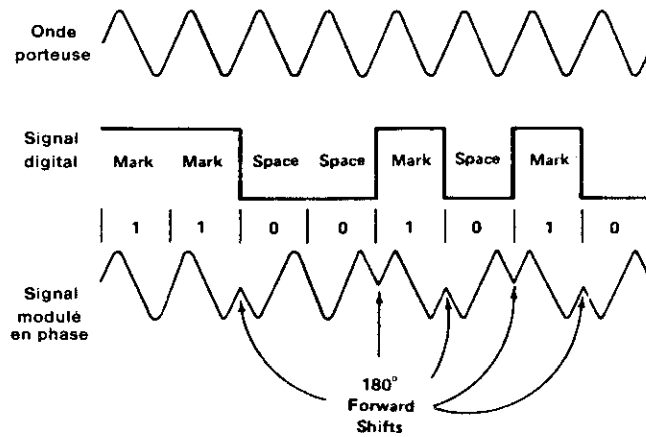 Onde
porteuse
Signal
digital
Mark Mark Space Space Mark Space Mark
1 1 0 0 1 0 1 0
Signal
modulé
en phase
180°
Forward
Shifts